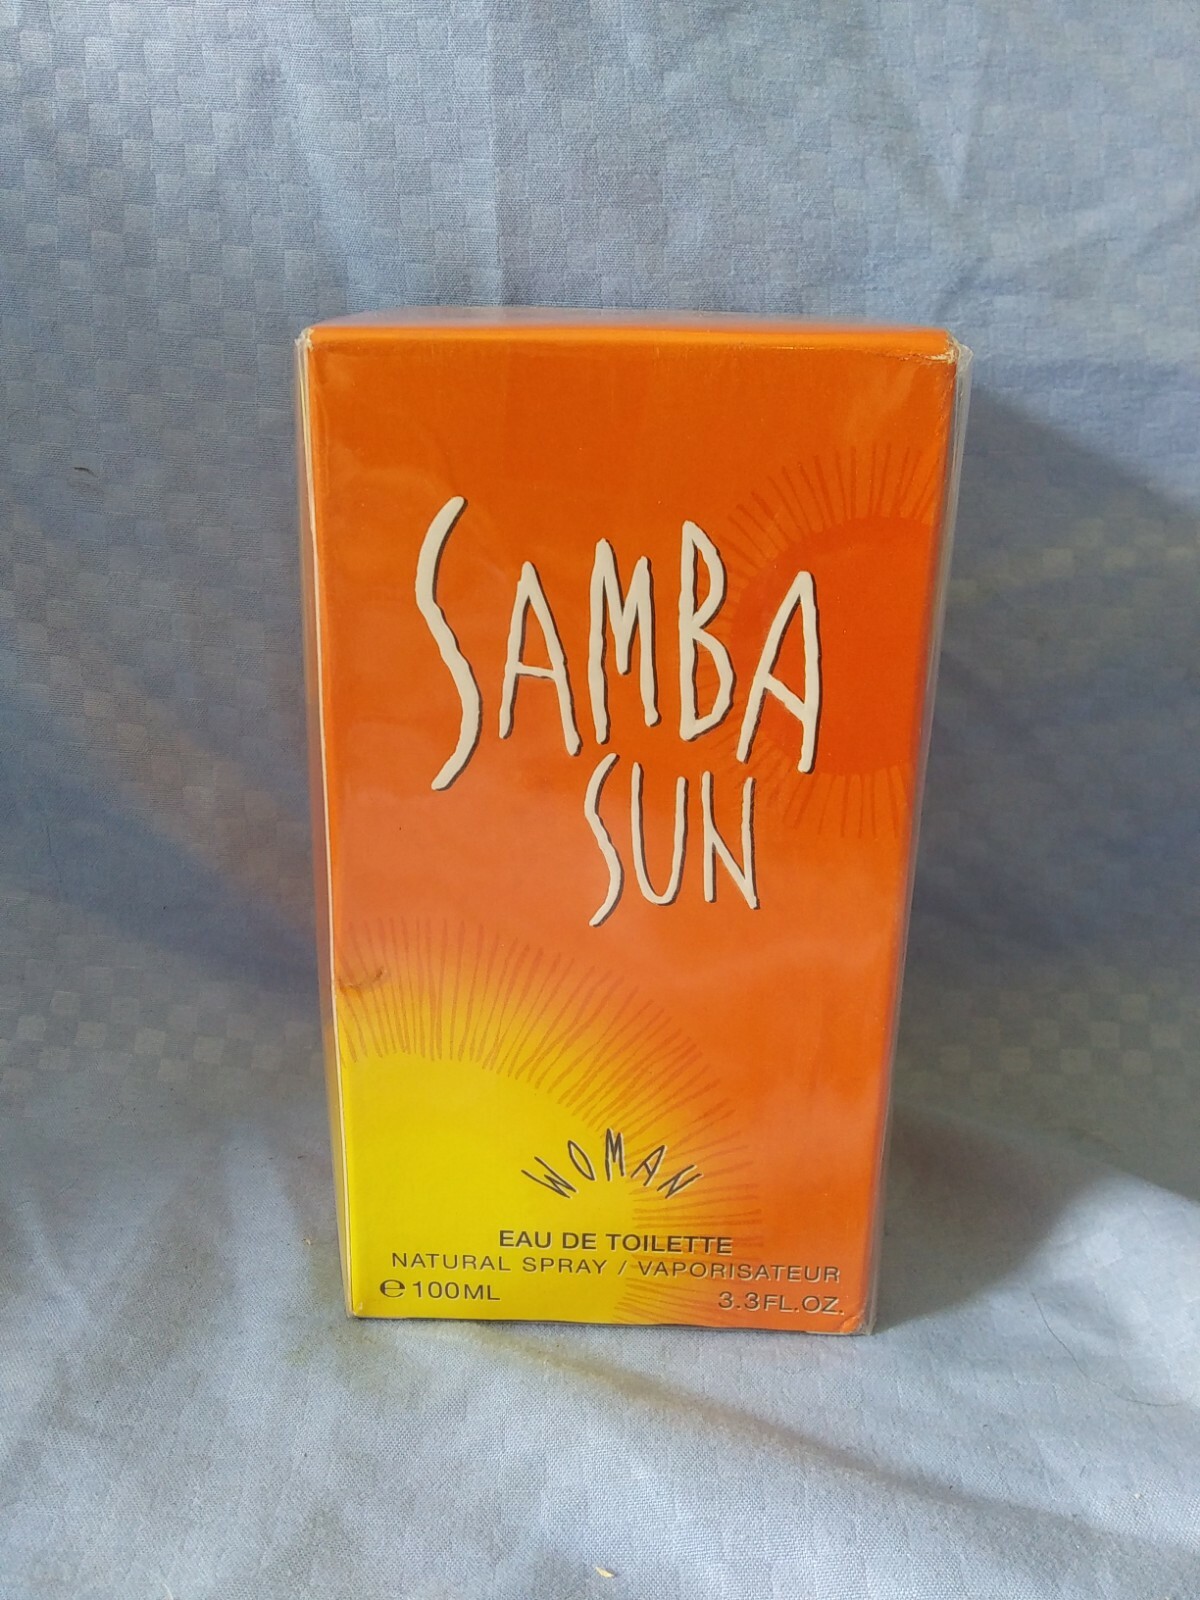 SAMBA
SUN
WOMAN
EAU DE TOILETTE
NATURAL SPRAY / VAPORISATEUR
℮ 100ML 3.3FL.OZ.